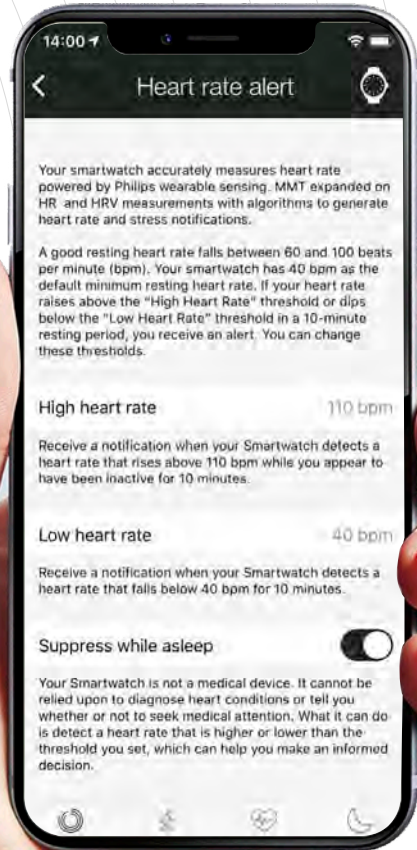 14:00
Heart rate alert
Your smartwatch accurately measures heart rate
powered by Philips wearable sensing. MMT expanded on
HR and HRV measurements with algorithms to generate
heart rate and stress notifications.
A good resting heart rate falls between 60 and 100 beats
per minute (bpm). Your smartwatch has 40 bpm as the
default minimum resting heart rate. If your heart rate
raises above the “High Heart Rate” threshold or dips
below the “Low Heart Rate” threshold in a 10-minute
resting period, you receive an alert. You can change
these thresholds.
High heart rate 110 bpm
Receive a notification when your Smartwatch detects a
heart rate that rises above 110 bpm while you appear to
have been inactive for 10 minutes.
Low heart rate 40 bpm
Receive a notification when your Smartwatch detects a
heart rate that falls below 40 bpm for 10 minutes.
Suppress while asleep
Your Smartwatch is not a medical device. It cannot be
relied upon to diagnose heart conditions or tell you
whether or not to seek medical attention. What it can do
is detect a heart rate that is higher or lower than the
threshold you set, which can help you make an informed
decision.